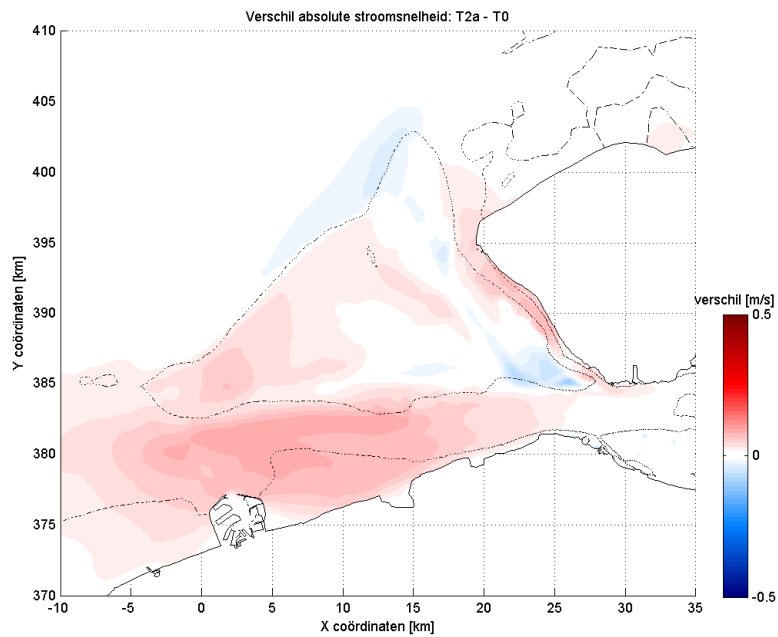 Verschil absolute stroomsnelheid: T2a - T0
410
405
400
395
390
385
380
375
370
Y coördinaten [km]
-10 -5 0 5 10 15 20 25 30 35
X coördinaten [km]
verschil [m/s]
0.5
0
-0.5